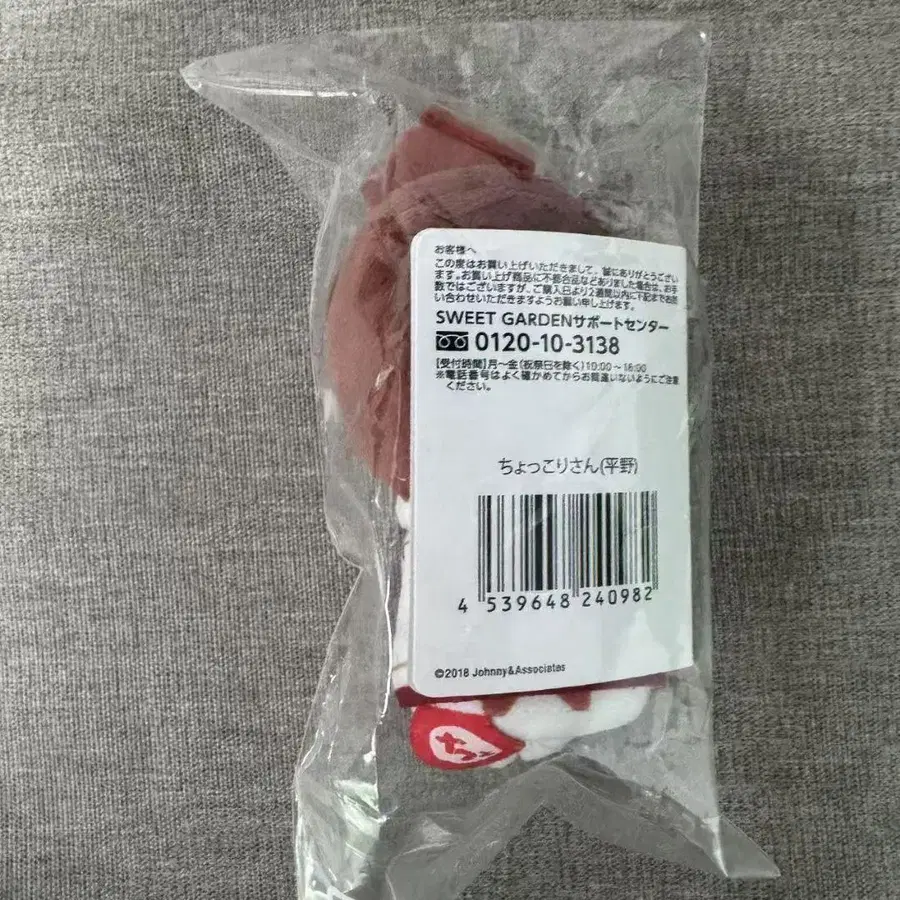 お客様へ
この度はお買い上げいただきまして、誠にありがとうござい
ます。お買い上げ商品に不都合品などありました場合は、お手
数ではございますが、ご購入日より2週間以内に下記までお問
い合わせいただきますようお願い申し上げます。
SWEET GARDENサポートセンター
0120-10-3138
【受付時間】月～金(祝祭日を除く)10:00～16:00
※電話番号はよく確かめてからお間違いないようにご注意
ください。
ちょっこりさん(平野)
4 539648 240982
©2018 Johnny&Associates